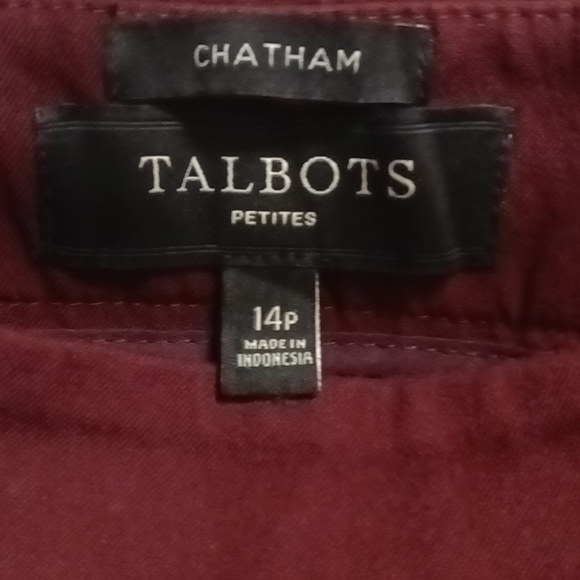 CHATHAM
TALBOTS
PETITES
14P
MADE IN
INDONESIA